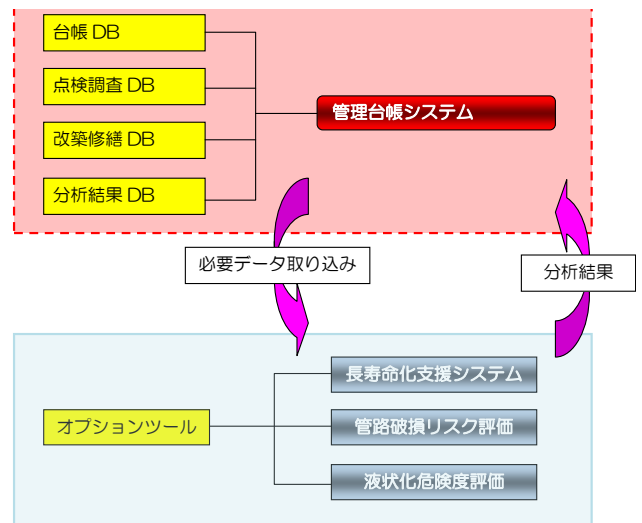 台帳 DB
点検調査 DB
改築修繕 DB
分析結果 DB
管理台帳システム
必要データ取り込み
分析結果
オプションツール
長寿命化支援システム
管路破損リスク評価
液状化危険度評価